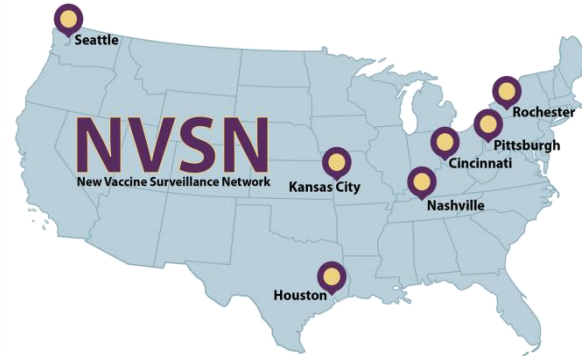 Seattle
NVSN
New Vaccine Surveillance Network
Rochester
Pittsburgh
Cincinnati
Kansas City
Nashville
Houston